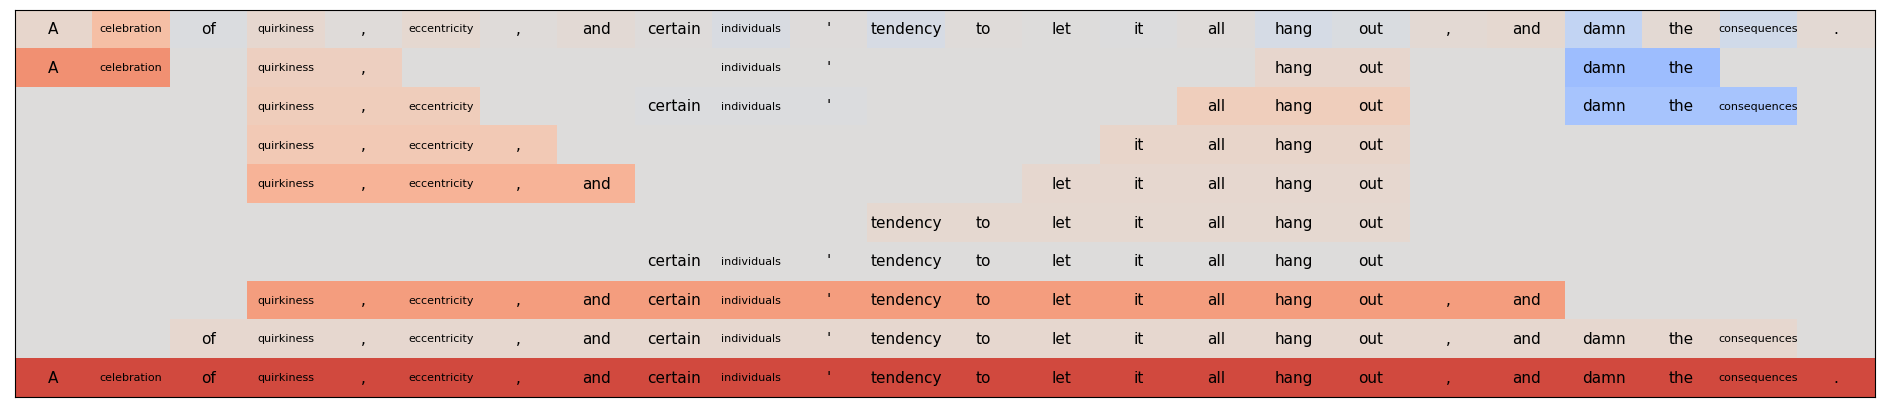 A celebration of quirkiness , eccentricity , and certain individuals ' tendency to let it all hang out , and damn the consequences .
A celebration quirkiness , individuals ' hang out damn the
quirkiness , eccentricity certain individuals ' all hang out damn the consequences
quirkiness , eccentricity , it all hang out
quirkiness , eccentricity , and let it all hang out
tendency to let it all hang out
certain individuals ' tendency to let it all hang out
quirkiness , eccentricity , and certain individuals ' tendency to let it all hang out , and
of quirkiness , eccentricity , and certain individuals ' tendency to let it all hang out , and damn the consequences
A celebration of quirkiness , eccentricity , and certain individuals ' tendency to let it all hang out , and damn the consequences .